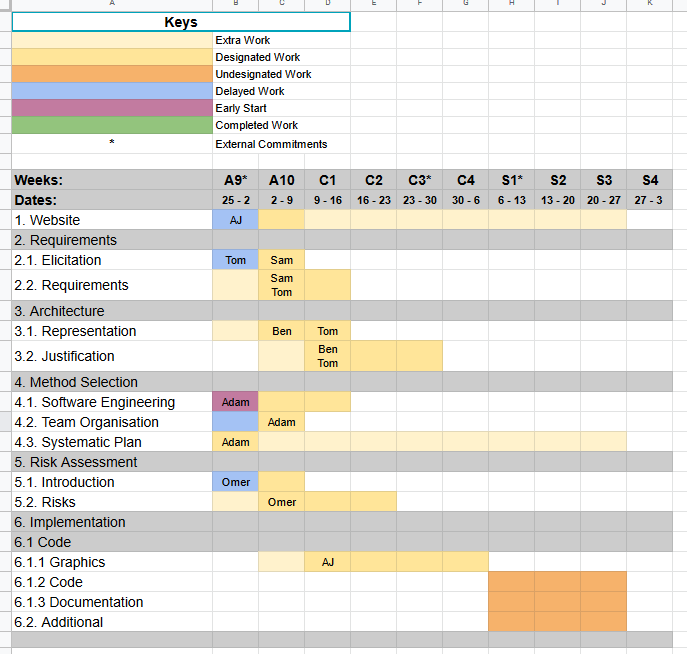 A B C D E F G H I J K
Keys
Extra Work
Designated Work
Undesignated Work
Delayed Work
Early Start
Completed Work
* External Commitments
Weeks: A9* A10 C1 C2 C3* C4 S1* S2 S3 S4
Dates: 25 - 2 2 - 9 9 - 16 16 - 23 23 - 30 30 - 6 6 - 13 13 - 20 20 - 27 27 - 3
1. Website AJ
2. Requirements
2.1. Elicitation Tom Sam
2.2. Requirements Sam
Tom
3. Architecture
3.1. Representation Ben Tom
3.2. Justification Ben
Tom
4. Method Selection
4.1. Software Engineering Adam
4.2. Team Organisation Adam
4.3. Systematic Plan Adam
5. Risk Assessment
5.1. Introduction Omer
5.2. Risks Omer
6. Implementation
6.1 Code
6.1.1 Graphics AJ
6.1.2 Code
6.1.3 Documentation
6.2. Additional